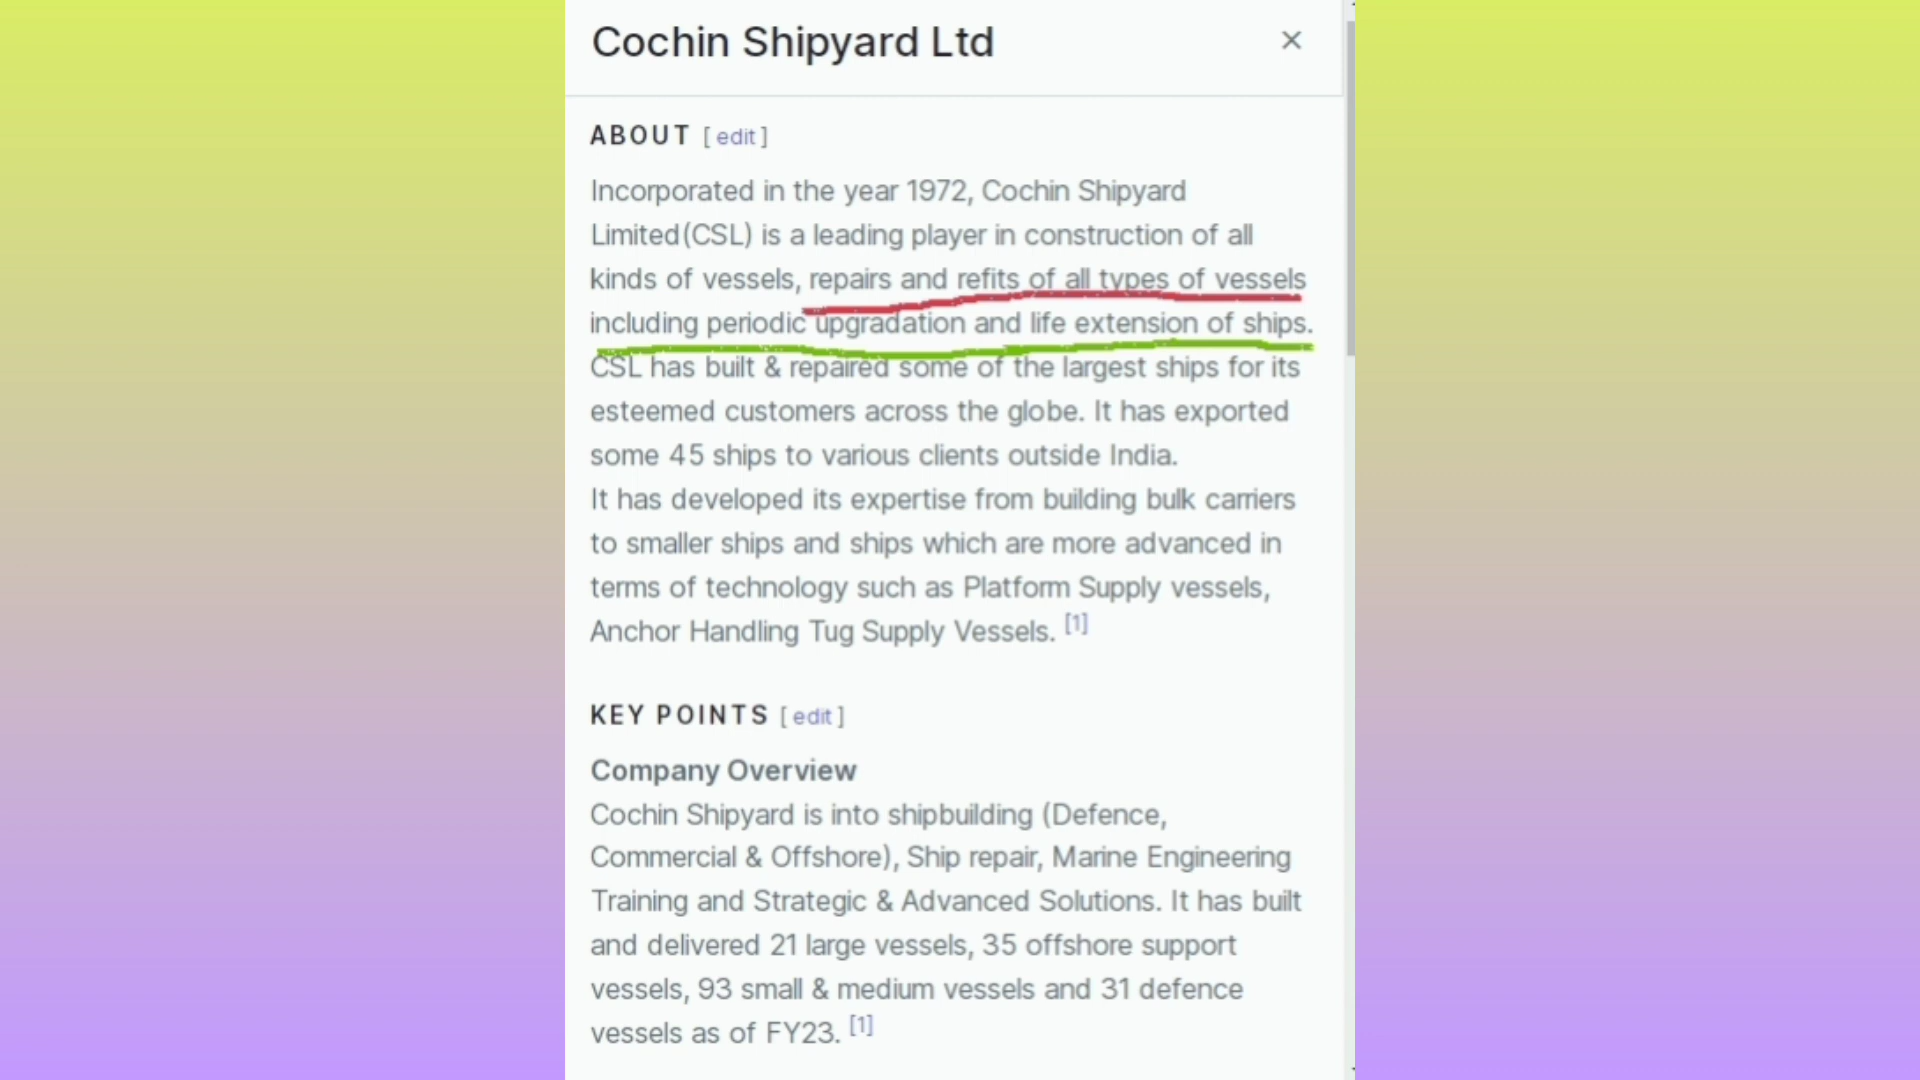 Cochin Shipyard Ltd ×
ABOUT [ edit ]
Incorporated in the year 1972, Cochin Shipyard
Limited(CSL) is a leading player in construction of all
kinds of vessels, repairs and refits of all types of vessels
including periodic upgradation and life extension of ships.
CSL has built & repaired some of the largest ships for its
esteemed customers across the globe. It has exported
some 45 ships to various clients outside India.
It has developed its expertise from building bulk carriers
to smaller ships and ships which are more advanced in
terms of technology such as Platform Supply vessels,
Anchor Handling Tug Supply Vessels. [1]
KEY POINTS [ edit ]
Company Overview
Cochin Shipyard is into shipbuilding (Defence,
Commercial & Offshore), Ship repair, Marine Engineering
Training and Strategic & Advanced Solutions. It has built
and delivered 21 large vessels, 35 offshore support
vessels, 93 small & medium vessels and 31 defence
vessels as of FY23. [1]